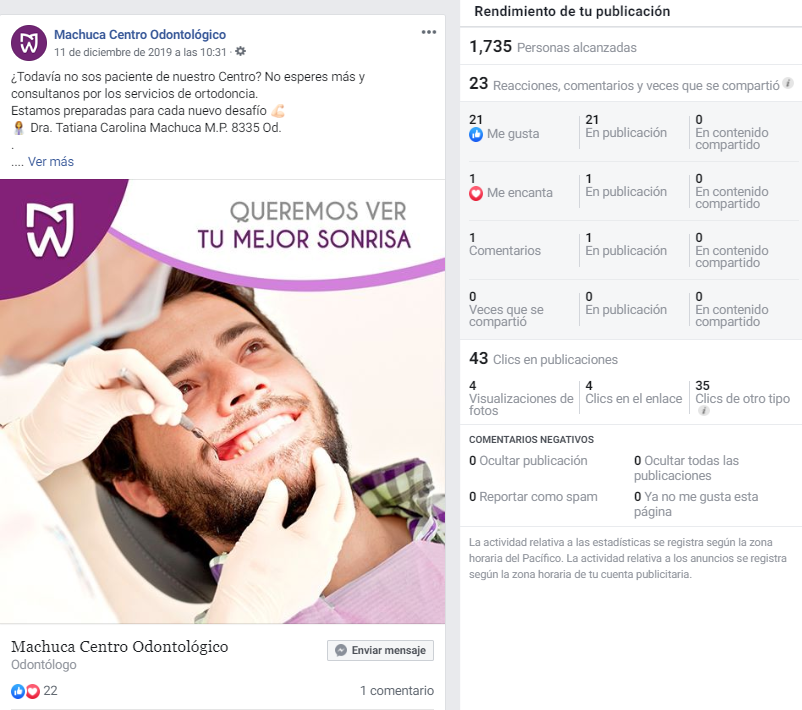 Machuca Centro Odontológico
11 de diciembre de 2019 a las 10:31 ·
¿Todavía no sos paciente de nuestro Centro? No esperes más y
consultanos por los servicios de ortodoncia.
Estamos preparadas para cada nuevo desafío 💪🏻
👩🏼‍⚕️ Dra. Tatiana Carolina Machuca M.P. 8335 Od.
.
.... Ver más
QUEREMOS VER
TU MEJOR SONRISA
Machuca Centro Odontológico
Odontólogo
Enviar mensaje
22
1 comentario
Rendimiento de tu publicación
1,735 Personas alcanzadas
23 Reacciones, comentarios y veces que se compartió
21
Me gusta
21
En publicación
0
En contenido
compartido
1
Me encanta
1
En publicación
0
En contenido
compartido
1
Comentarios
1
En publicación
0
En contenido
compartido
0
Veces que se
compartió
0
En publicación
0
En contenido
compartido
43 Clics en publicaciones
4
Visualizaciones de
fotos
4
Clics en el enlace
35
Clics de otro tipo
COMENTARIOS NEGATIVOS
0 Ocultar publicación
0 Ocultar todas las
publicaciones
0 Reportar como spam
0 Ya no me gusta esta
página
La actividad relativa a las estadísticas se registra según la zona
horaria del Pacífico. La actividad relativa a los anuncios se registra
según la zona horaria de tu cuenta publicitaria.